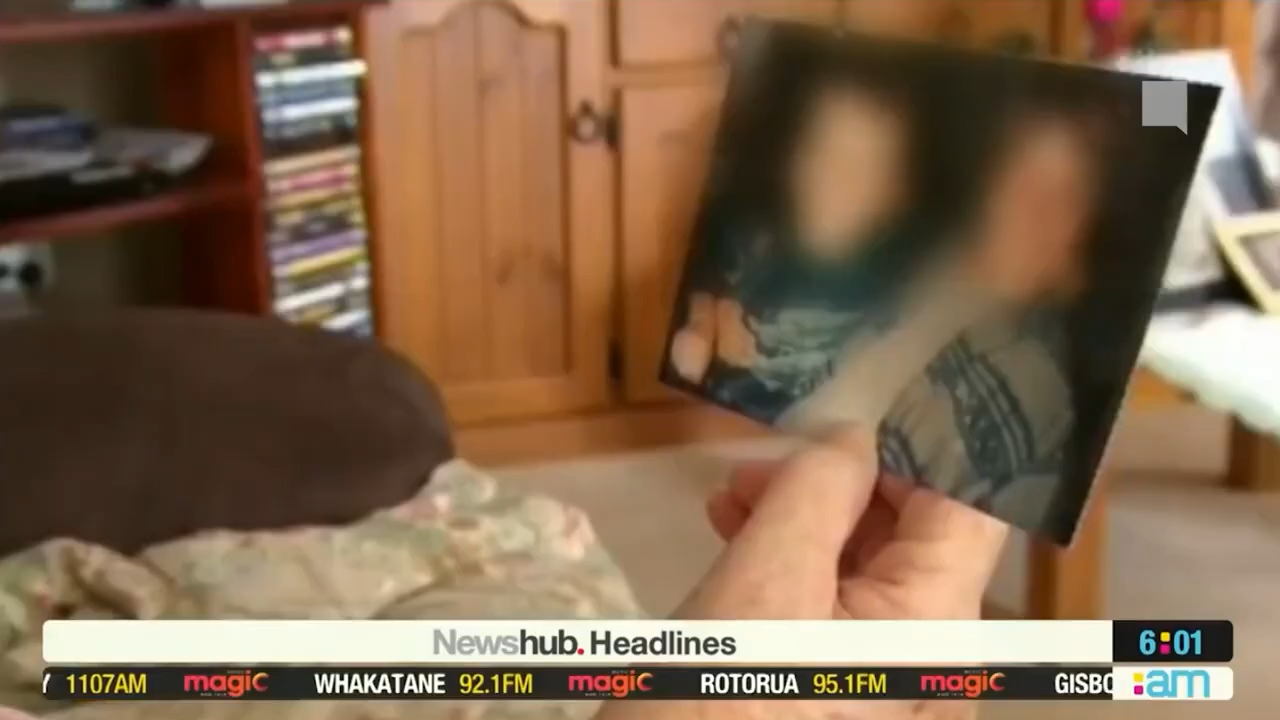 Newshub. Headlines
6:01
Y 1107AM magic WHAKATANE 92.1FM magic ROTORUA 95.1FM magic GISBO
:am